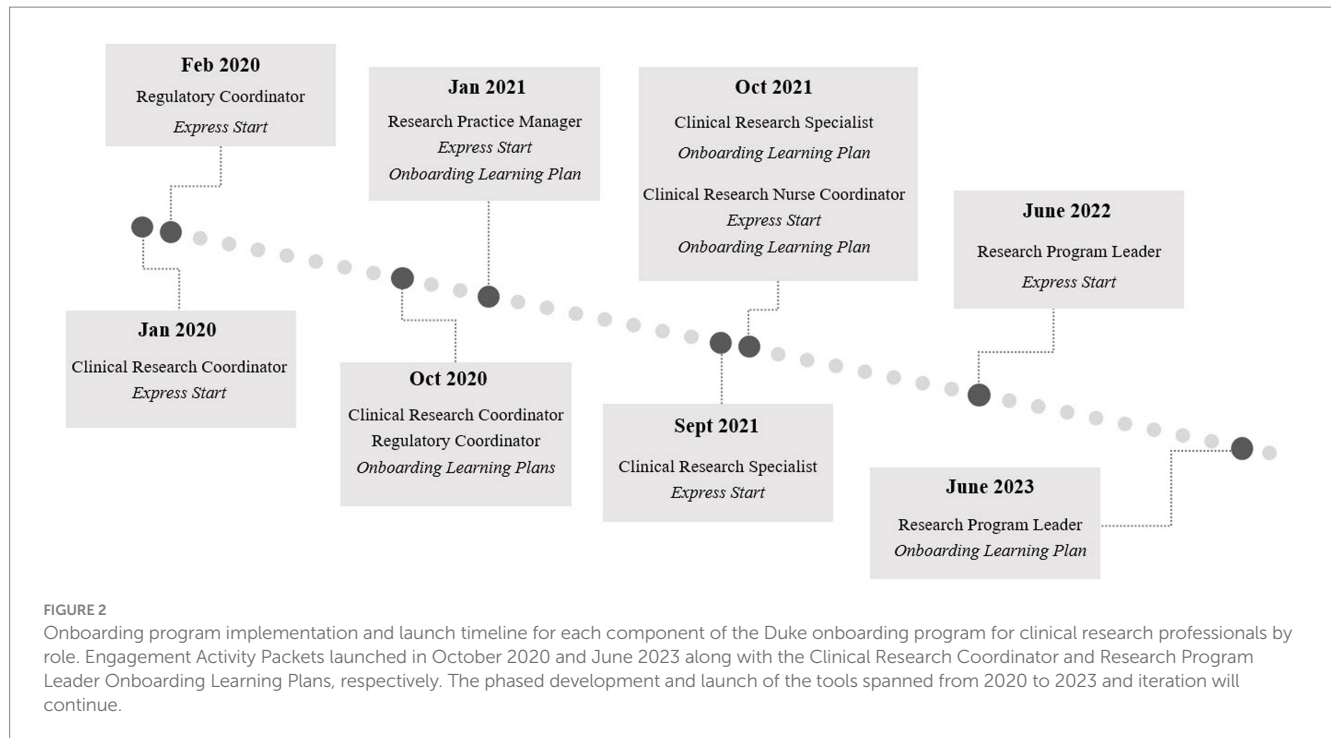 Feb 2020
Regulatory Coordinator
Express Start
Jan 2021
Research Practice Manager
Express Start
Onboarding Learning Plan
Oct 2021
Clinical Research Specialist
Onboarding Learning Plan
Clinical Research Nurse Coordinator
Express Start
Onboarding Learning Plan
June 2022
Research Program Leader
Express Start
Jan 2020
Clinical Research Coordinator
Express Start
Oct 2020
Clinical Research Coordinator
Regulatory Coordinator
Onboarding Learning Plans
Sept 2021
Clinical Research Specialist
Express Start
June 2023
Research Program Leader
Onboarding Learning Plan
FIGURE 2
Onboarding program implementation and launch timeline for each component of the Duke onboarding program for clinical research professionals by
role. Engagement Activity Packets launched in October 2020 and June 2023 along with the Clinical Research Coordinator and Research Program
Leader Onboarding Learning Plans, respectively. The phased development and launch of the tools spanned from 2020 to 2023 and iteration will
continue.